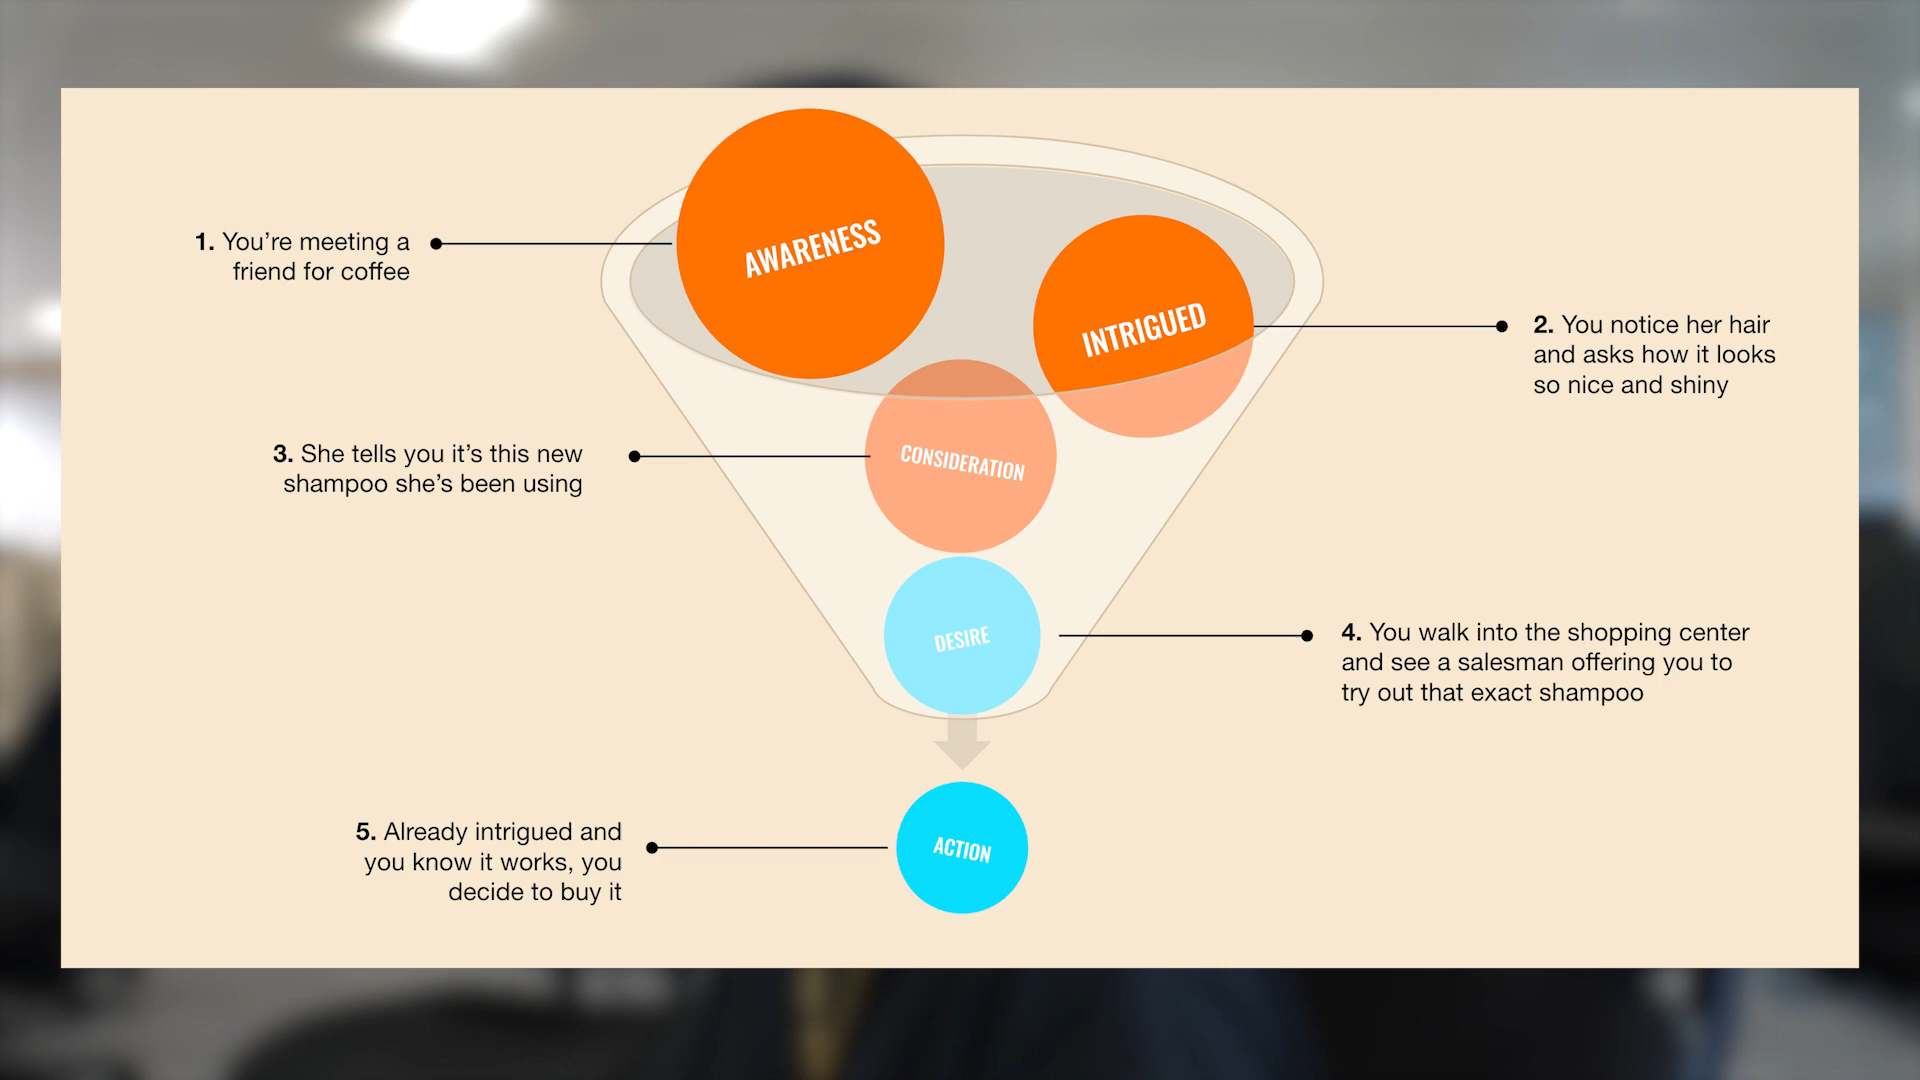 AWARENESS
1. You’re meeting a
friend for coffee
INTRIGUED
2. You notice her hair
and asks how it looks
so nice and shiny
CONSIDERATION
3. She tells you it’s this new
shampoo she’s been using
DESIRE
4. You walk into the shopping center
and see a salesman offering you to
try out that exact shampoo
ACTION
5. Already intrigued and
you know it works, you
decide to buy it